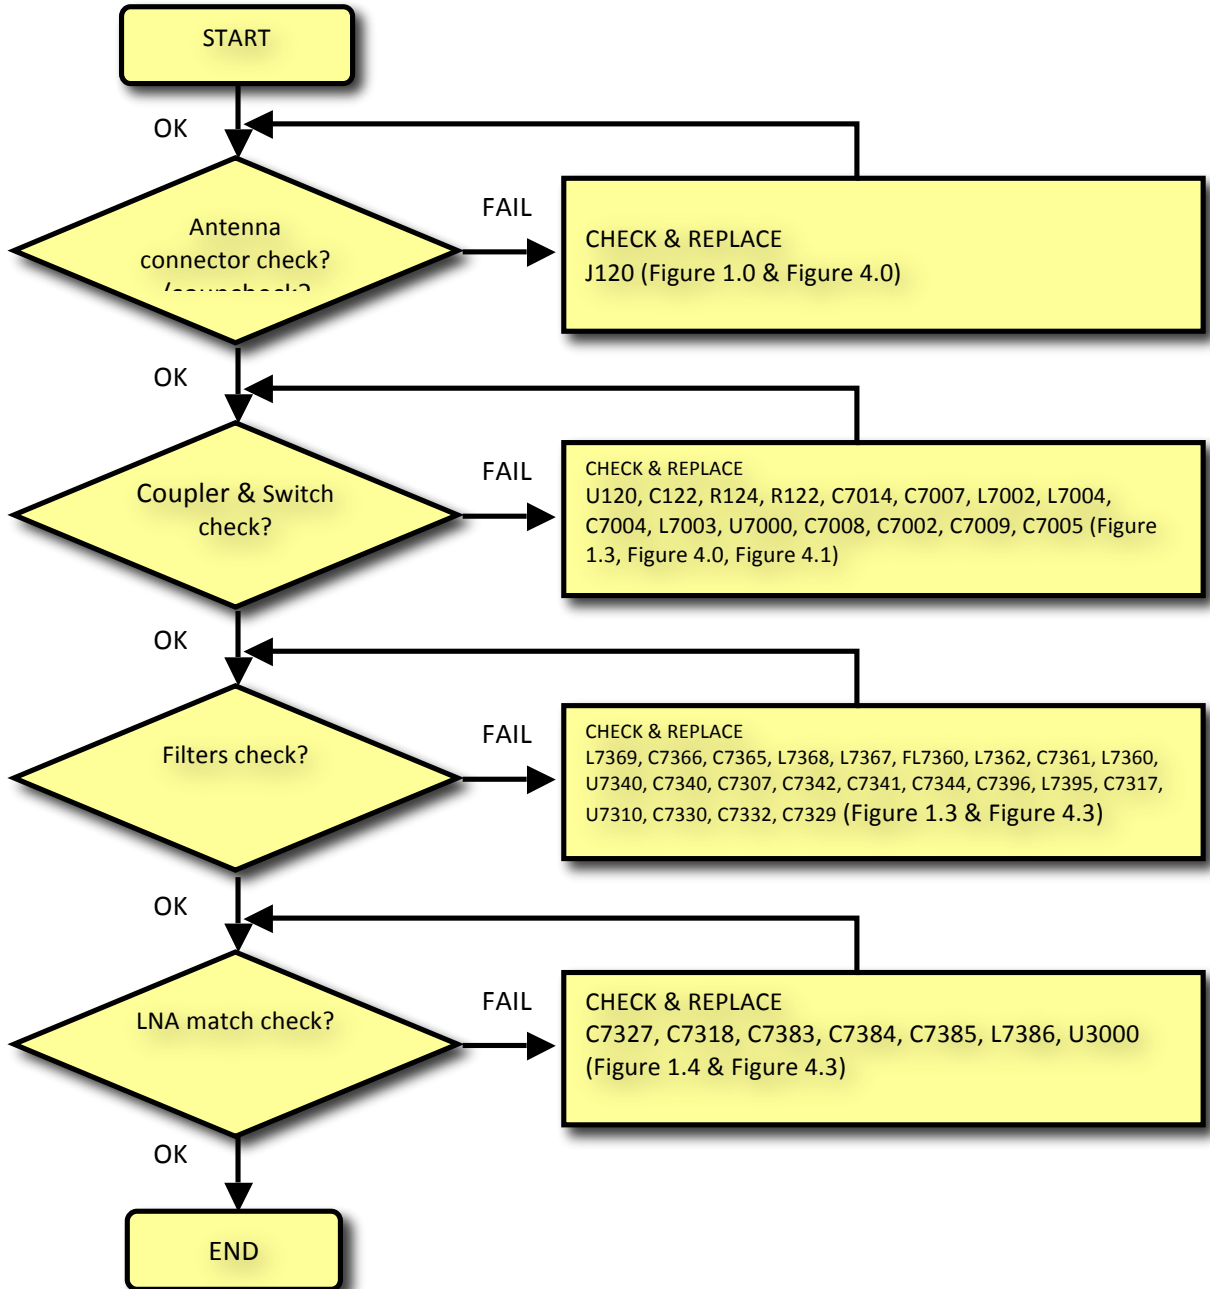 START
OK
Antenna
connector check?
FAIL
CHECK & REPLACE
J120 (Figure 1.0 & Figure 4.0)
OK
Coupler & Switch
check?
FAIL
CHECK & REPLACE
U120, C122, R124, R122, C7014, C7007, L7002, L7004,
C7004, L7003, U7000, C7008, C7002, C7009, C7005 (Figure
1.3, Figure 4.0, Figure 4.1)
OK
Filters check?
FAIL
CHECK & REPLACE
L7369, C7366, C7365, L7368, L7367, FL7360, L7362, C7361, L7360,
U7340, C7340, C7307, C7342, C7341, C7344, C7396, L7395, C7317,
U7310, C7330, C7332, C7329 (Figure 1.3 & Figure 4.3)
OK
LNA match check?
FAIL
CHECK & REPLACE
C7327, C7318, C7383, C7384, C7385, L7386, U3000
(Figure 1.4 & Figure 4.3)
OK
END